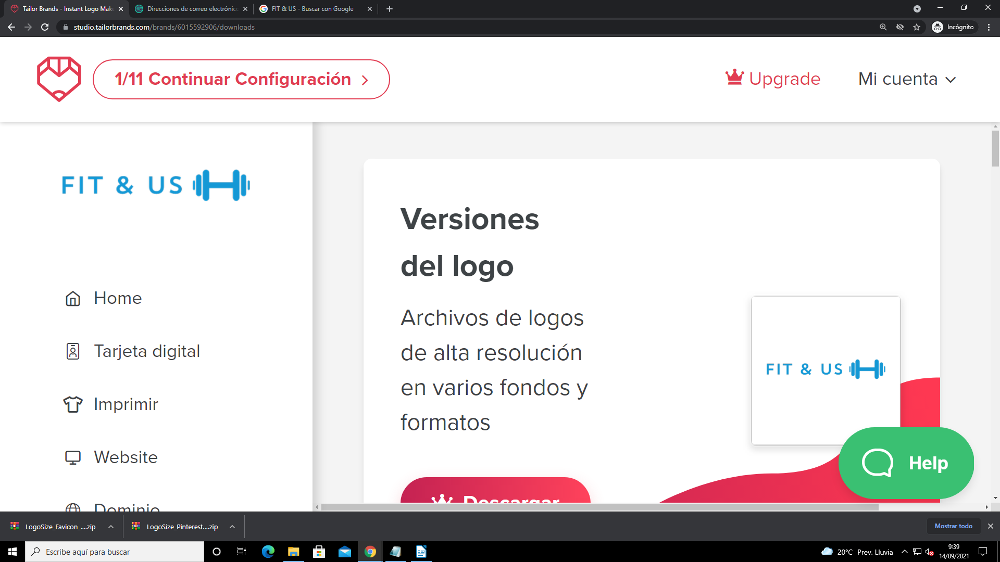 Tailor Brands - Instant Logo Mak
Direcciones de correo electrónico
FIT & US - Buscar con Google
studio.tailorbrands.com/brands/6015592906/downloads
Incógnito
1/11 Continuar Configuración
Upgrade
Mi cuenta
FIT & US
Home
Tarjeta digital
Imprimir
Website
Dominio
Versiones
del logo
Archivos de logos
de alta resolución
en varios fondos y
formatos
Descargar
FIT & US
Help
LogoSize_Favicon_....zip
LogoSize_Pinterest....zip
Mostrar todo
Escribe aquí para buscar
20°C Prev. Lluvia
9:39
14/09/2021